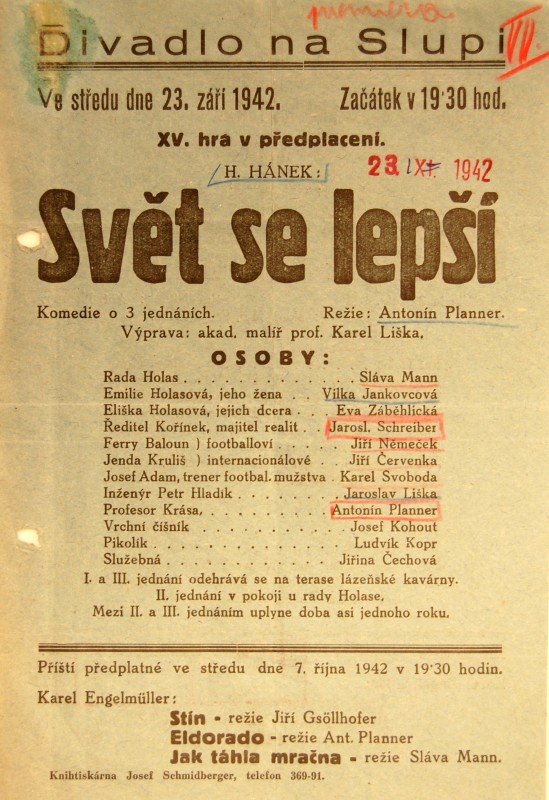 premiera
Divadlo na Slupi VII.
Ve středu dne 23. září 1942. Začátek v 19·30 hod.
XV. hra v předplacení.
H. HÁNEK: 23. IX. 1942
Svět se lepší
Komedie o 3 jednáních. Režie: Antonín Planner.
Výprava: akad. malíř prof. Karel Liška,
OSOBY:
Rada Holas . . . . . . . . . . . . Sláva Mann
Emilie Holasová, jeho žena . . Vilka Jankovcová
Eliška Holasová, jejich dcera . . . Eva Záběhlická
Ředitel Kořínek, majitel realit . . Jarosl. Schreiber
Ferry Baloun ) footballoví . . . . . Jiří Němeček
Jenda Kruliš ) internacionálové . . Jiří Červenka
Josef Adam, trener footbal. mužstva . Karel Svoboda
Inženýr Petr Hladík . . . . . . . . Jaroslav Liška
Profesor Krása, . . . . . . . . . Antonín Planner
Vrchní číšník . . . . . . . . . . . Josef Kohout
Pikolík . . . . . . . . . . . . . . Ludvík Kopr
Služebná . . . . . . . . . . . . Jiřina Čechová
I. a III. jednání odehrává se na terase lázeňské kavárny.
II. jednání v pokoji u rady Holase,
Mezi II. a III. jednáním uplyne doba asi jednoho roku.
Příští předplatné ve středu dne 7. října 1942 v 19·30 hodin.
Karel Engelmüller:
Stín - režie Jiří Gsöllhofer
Eldorado - režie Ant. Planner
Jak táhla mračna - režie Sláva Mann.
Knihtiskárna Josef Schmidberger, telefon 369-91.